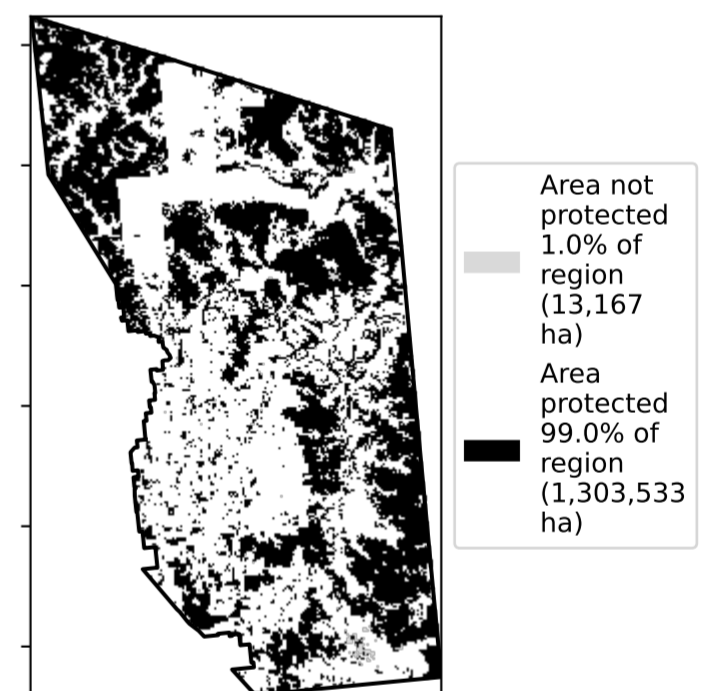 Area not
protected
1.0% of
region
(13,167
ha)
Area
protected
99.0% of
region
(1,303,533
ha)